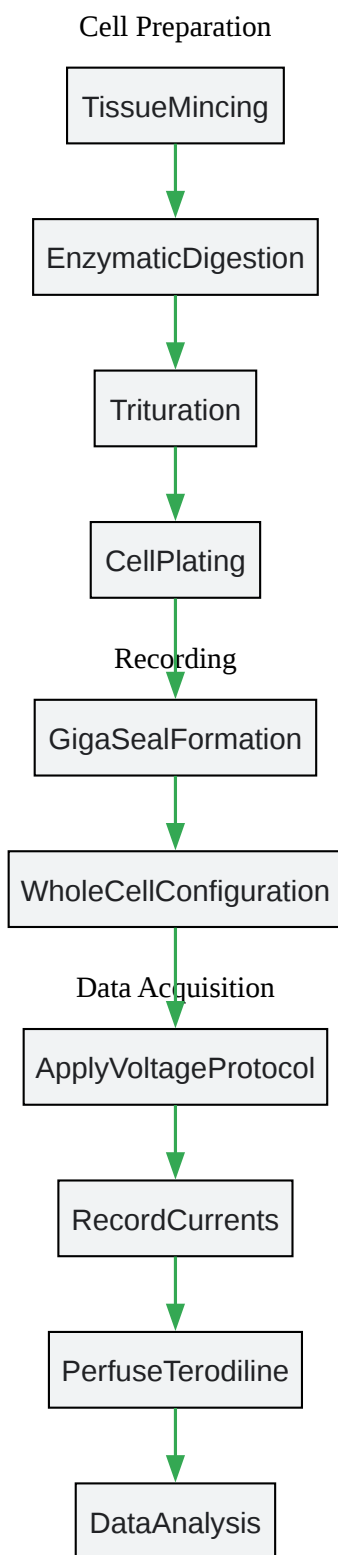 Cell Preparation
TissueMincing
EnzymaticDigestion
Trituration
CellPlating
Recording
GigaSealFormation
WholeCellConfiguration
Data Acquisition
ApplyVoltageProtocol
RecordCurrents
PerfuseTerodiline
DataAnalysis